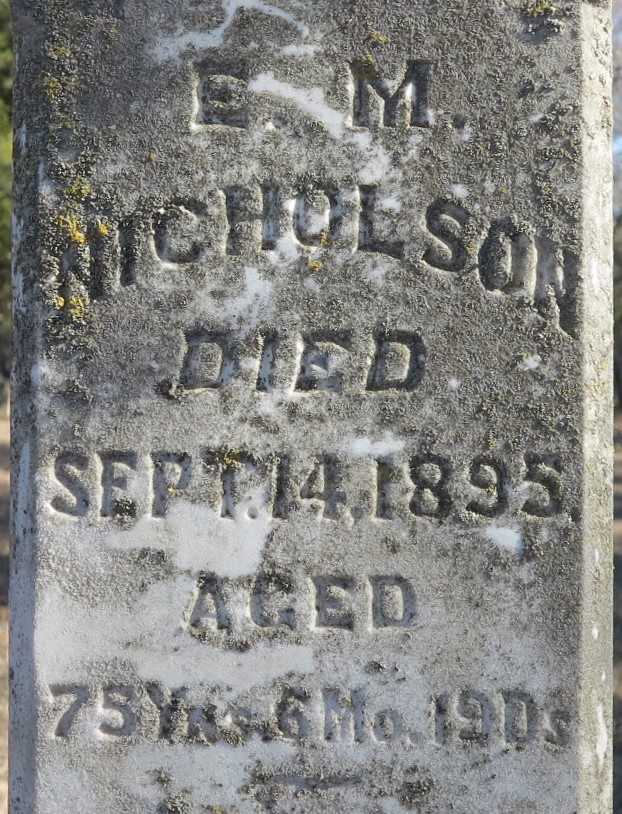 E. M.
NICHOLSON
DIED
SEPT. 14, 1895
AGED
75 YRS. 6 MO. 19 DS